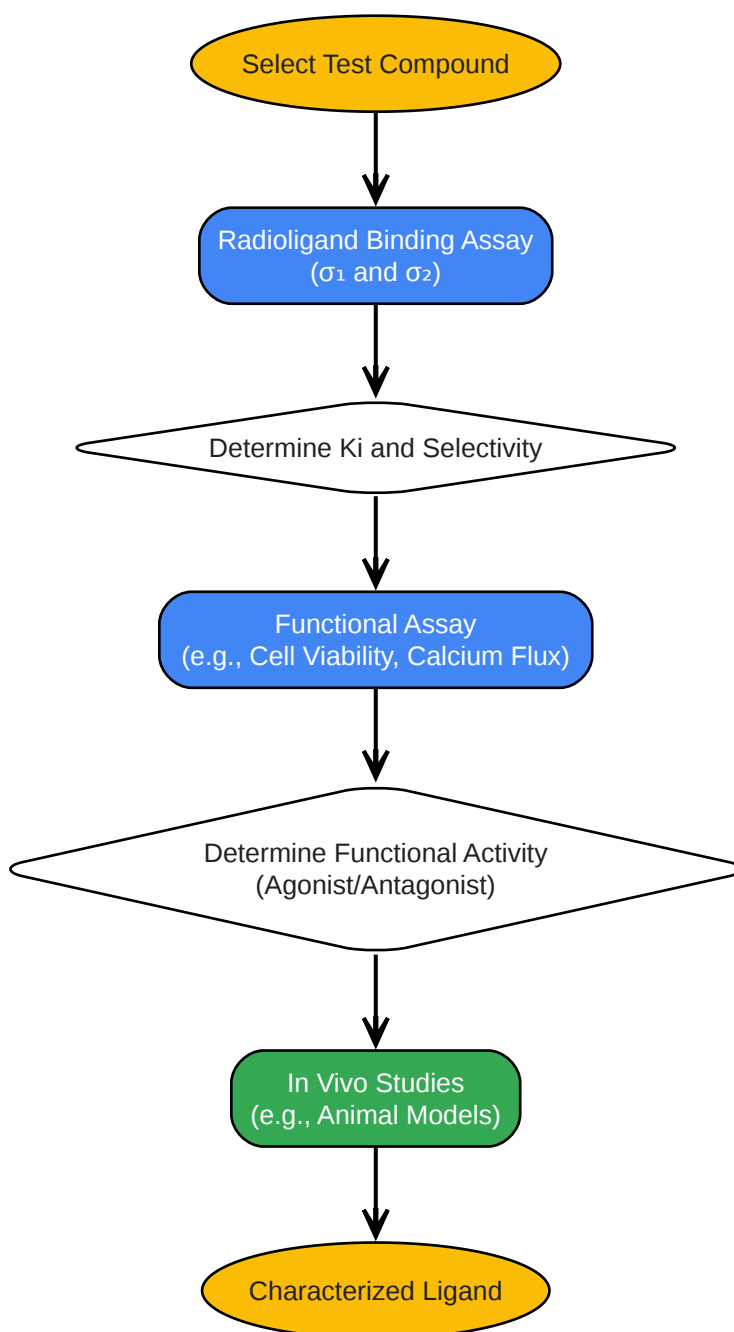 Select Test Compound
Radioligand Binding Assay
(σ₁ and σ₂)
Determine Ki and Selectivity
Functional Assay
(e.g., Cell Viability, Calcium Flux)
Determine Functional Activity
(Agonist/Antagonist)
In Vivo Studies
(e.g., Animal Models)
Characterized Ligand